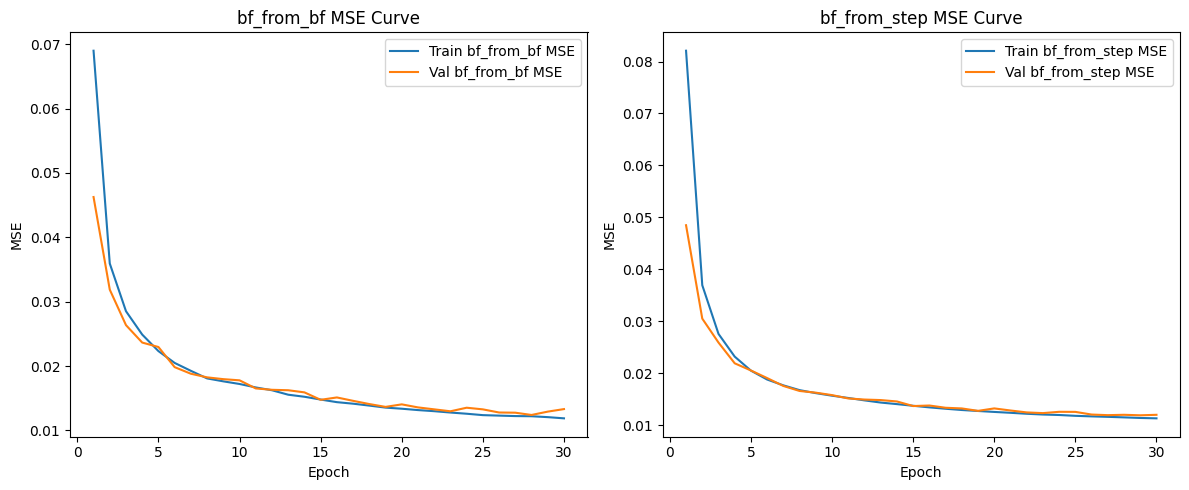 bf_from_bf MSE Curve
Train bf_from_bf MSE
Val bf_from_bf MSE
MSE
0.07
0.06
0.05
0.04
0.03
0.02
0.01
0
5
10
15
20
25
30
Epoch
bf_from_step MSE Curve
Train bf_from_step MSE
Val bf_from_step MSE
MSE
0.08
0.07
0.06
0.05
0.04
0.03
0.02
0.01
0
5
10
15
20
25
30
Epoch